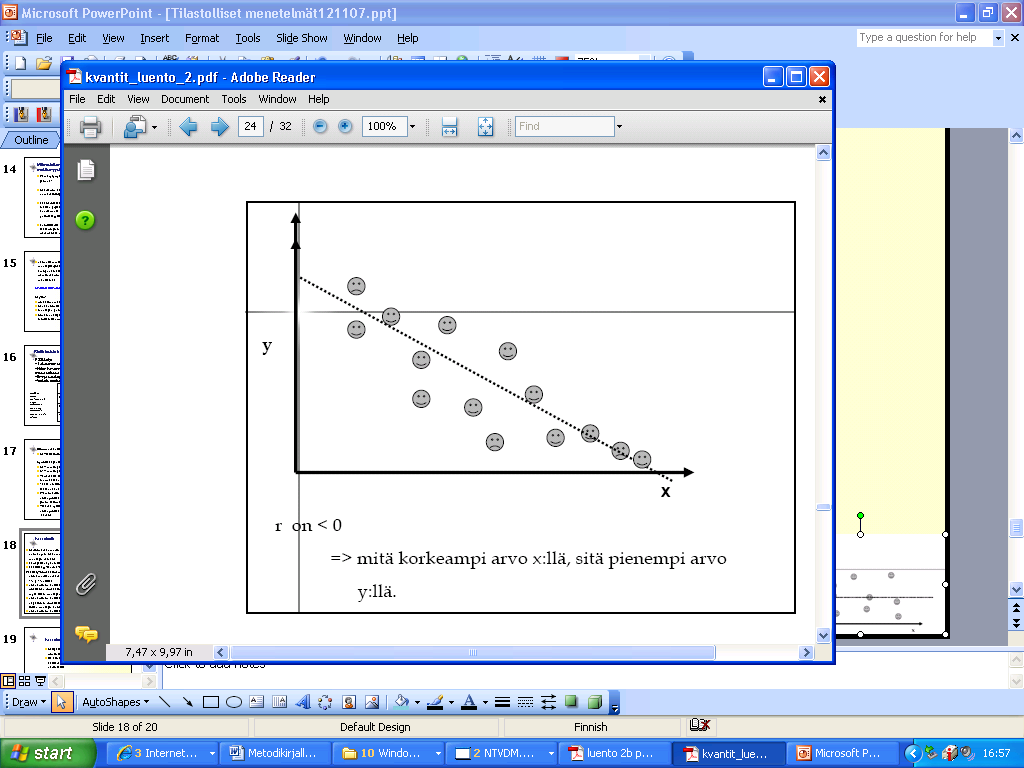 Microsoft PowerPoint - [Tilastolliset menetelmät121107.ppt]
File Edit View Insert Format Tools Slide Show Window Help
Type a question for help
75%
kvantit_luento_2.pdf - Adobe Reader
File Edit View Document Tools Window Help
24 / 32 100% Find
Outline
14
15
16
17
18
19
y
x
r on < 0
=> mitä korkeampi arvo x:llä, sitä pienempi arvo
y:llä.
7,47 x 9,97 in
Click to add notes
Draw AutoShapes
Slide 18 of 20 Default Design Finnish
start 3 Internet... Metodikirjall... 10 Windo... 2 NTVDM.... luento 2b p... kvantit_lue... Microsoft P... 16:57